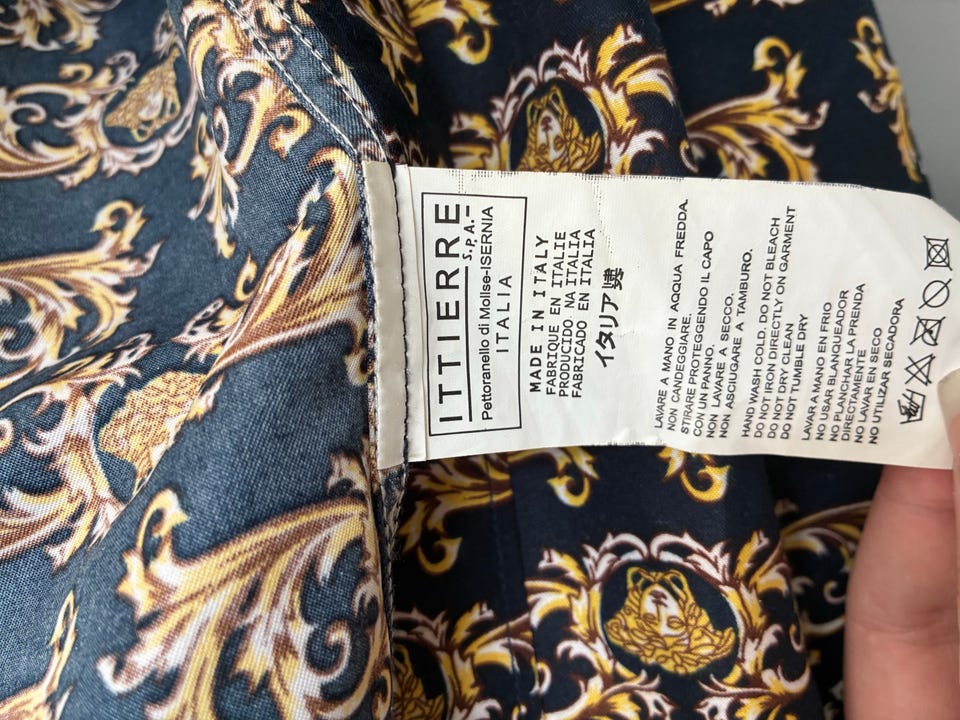 ITTIERRE
S.P.A.
Pettoranello di Molise-ISERNIA
ITALIA
MADE IN ITALY
FABRIQUE EN ITALIE
PRODUCIDO NA ITALIA
FABRICADO EN ITALIA
イタリア
LAVARE A MANO IN AQQUA FREDDA.
NON CANDEGGIARE.
STIRARE PROTEGGENDO IL CAPO
CON UN PANNO.
NON LAVARE A SECCO.
NON ASCIUGARE A TAMBURO.
HAND WASH COLD. DO NOT BLEACH
DO NOT IRON DIRECTLY ON GARMENT
DO NOT DRY CLEAN
DO NOT TUMBLE DRY
LAVAR A MANO EN FRIO
NO USAR BLANQUEADOR
NO PLANCHAR LA PRENDA
DIRECTAMENTE
NO LAVAR EN SECO
NO UTILIZAR SECADORA